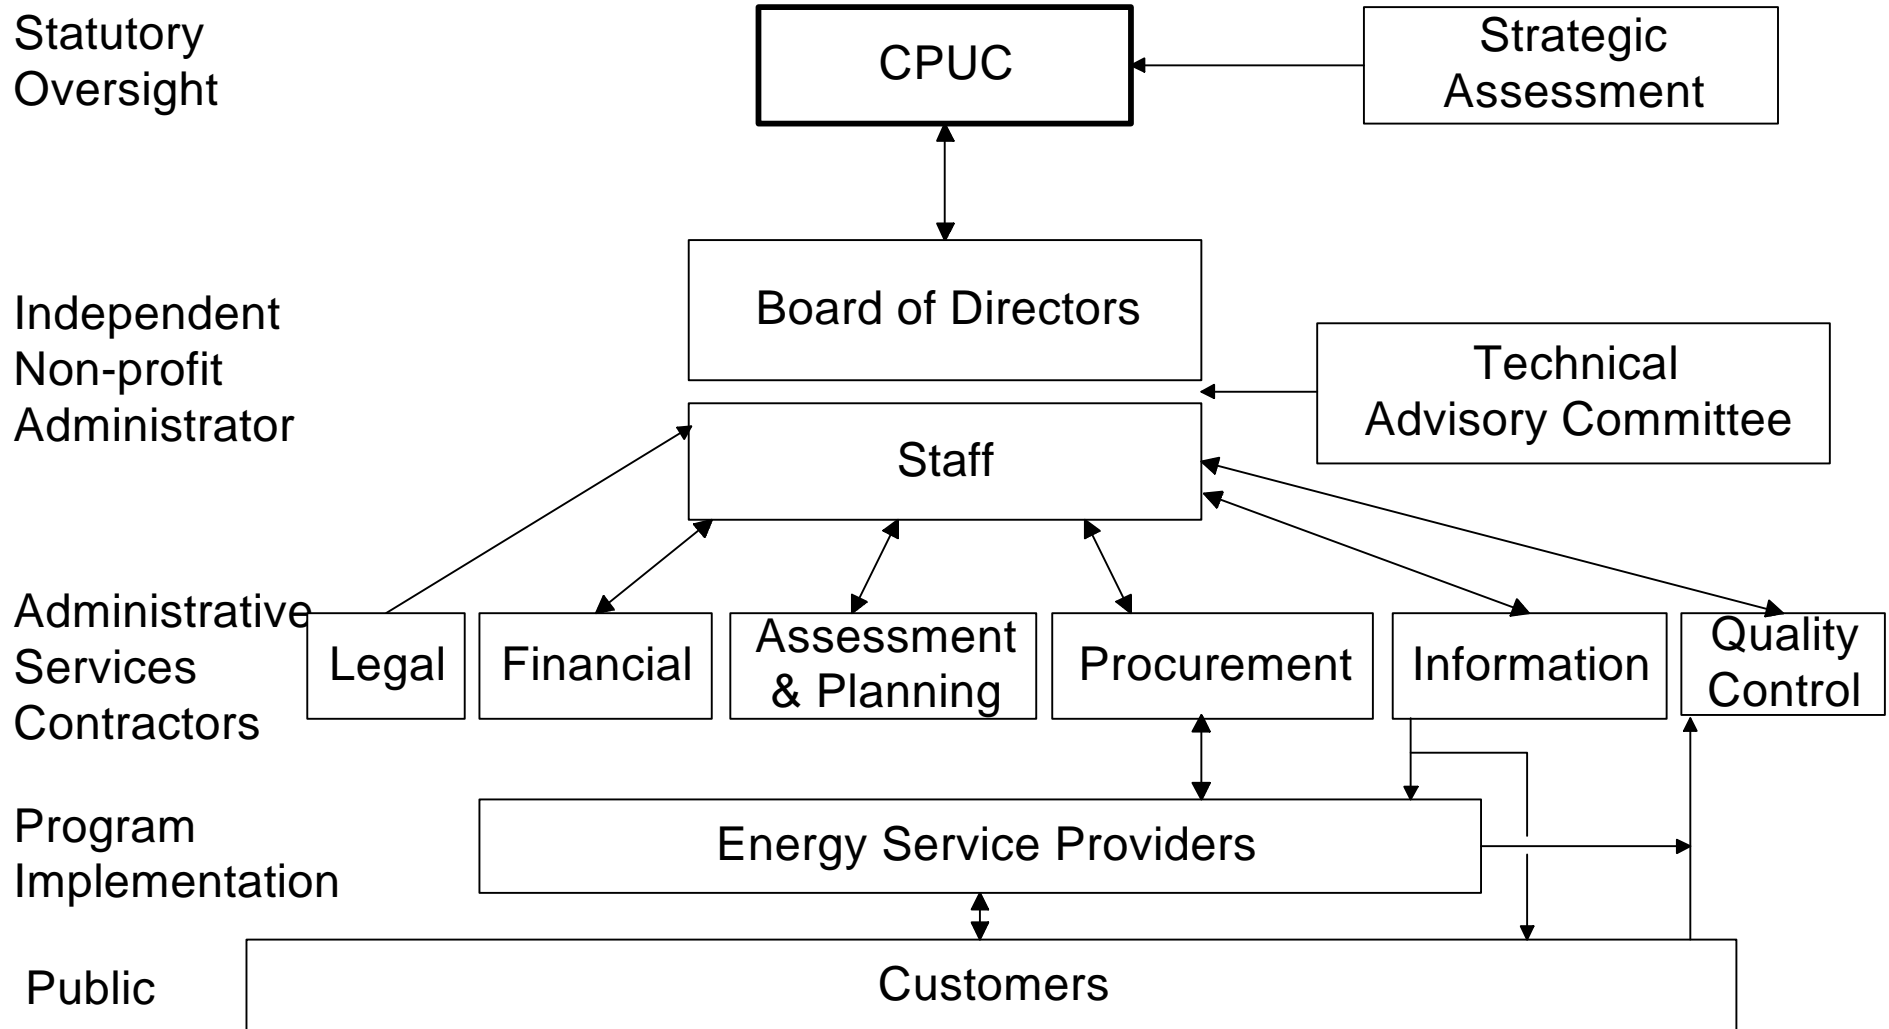 Statutory
Oversight
CPUC
Strategic
Assessment
Independent
Non-profit
Administrator
Board of Directors
Technical
Advisory Committee
Staff
Administrative
Services
Contractors
Legal
Financial
Assessment
& Planning
Procurement
Information
Quality
Control
Program
Implementation
Energy Service Providers
Public
Customers